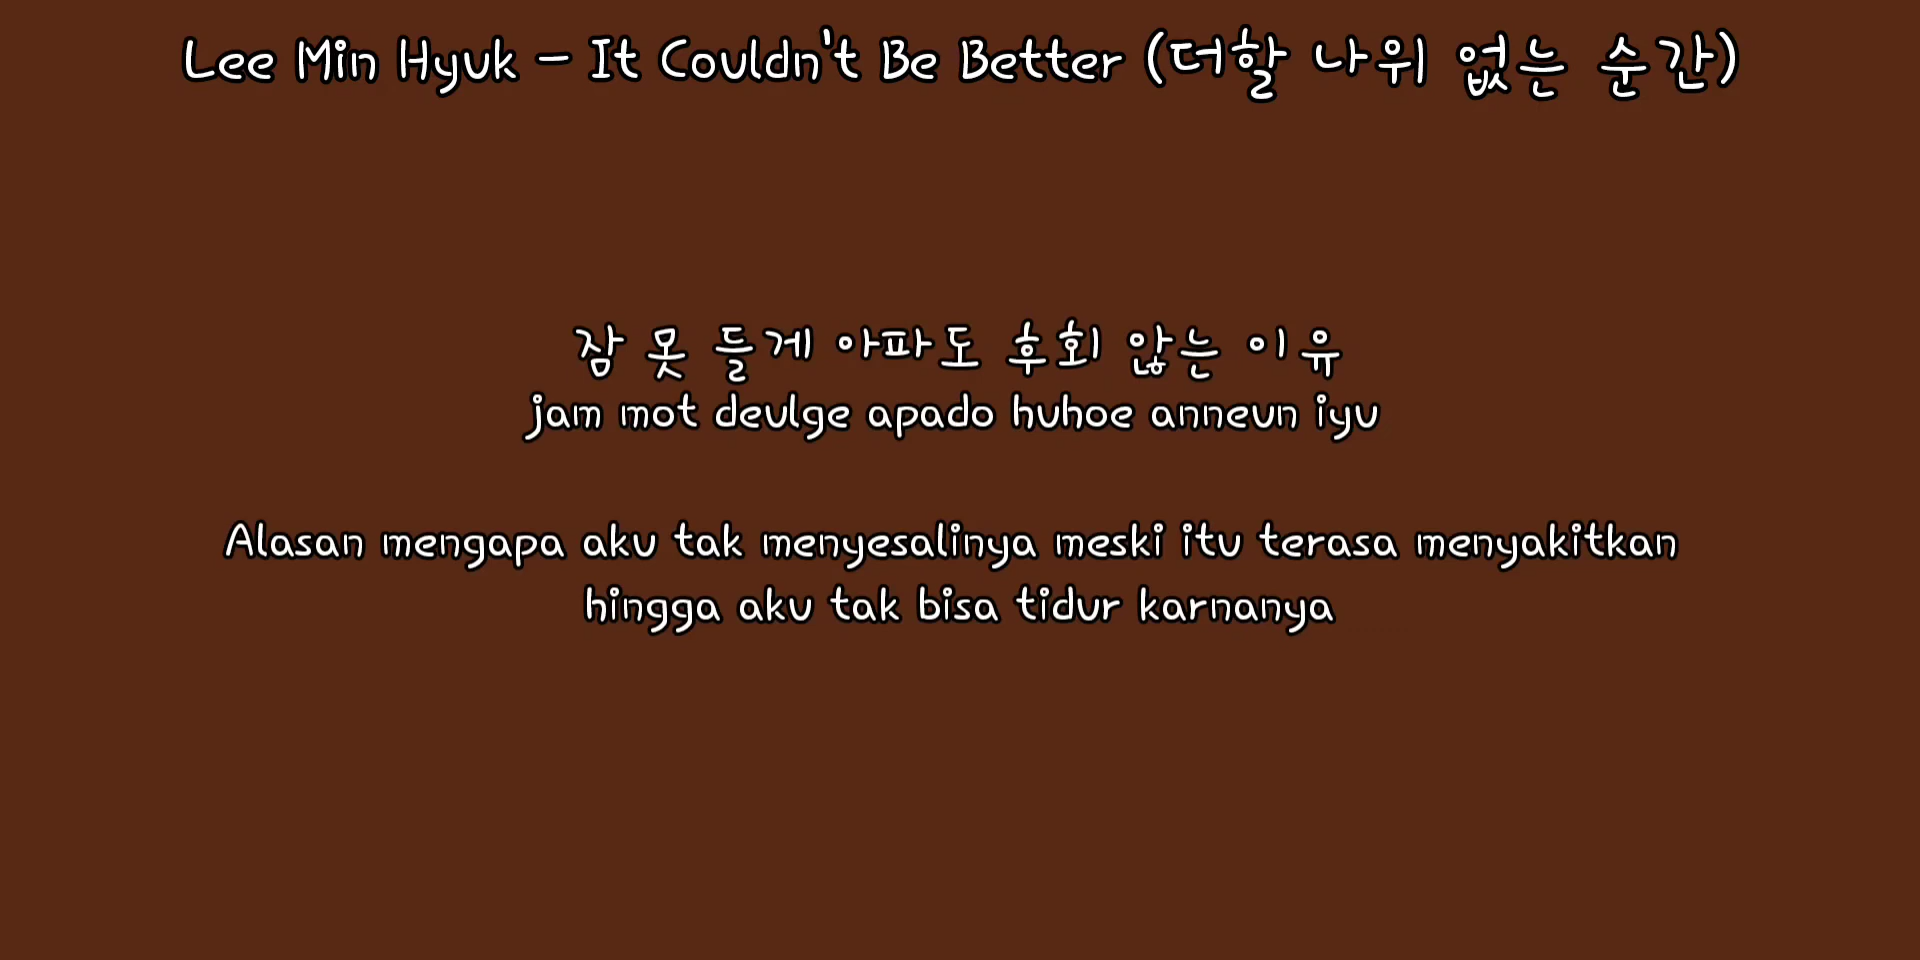 Lee Min Hyuk - It Couldn't Be Better (더할 나위 없는 순간)
잠 못 들게 아파도 후회 않는 이유
jam mot deulge apado huhoe anneun iyu
Alasan mengapa aku tak menyesalinya meski itu terasa menyakitkan
hingga aku tak bisa tidur karnanya